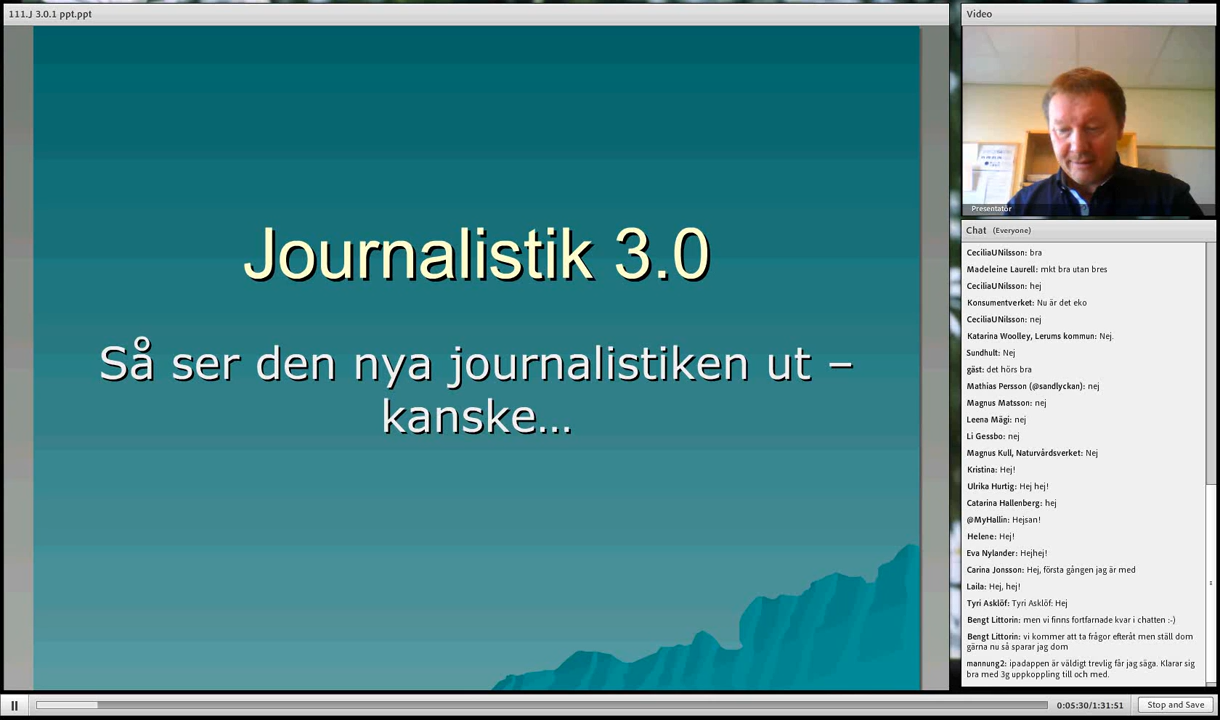 111.J 3.0.1 ppt.ppt
Journalistik 3.0
Så ser den nya journalistiken ut –
kanske...
Video
Presentatör
Chat (Everyone)
CeciliaUNilsson: bra
Madeleine Laurell: mkt bra utan bres
CeciliaUNilsson: hej
Konsumentverket: Nu är det eko
CeciliaUNilsson: nej
Katarina Woolley, Lerums kommun: Nej.
Sundhult: Nej
gäst: det hörs bra
Mathias Persson (@sandlyckan): nej
Magnus Matsson: nej
Leena Mägi: nej
Li Gessbo: nej
Magnus Kull, Naturvårdsverket: Nej
Kristina: Hej!
Ulrika Hurtig: Hej hej!
Catarina Hallenberg: hej
@MyHallin: Hejsan!
Helene: Hej!
Eva Nylander: Hejhej!
Carina Jonsson: Hej, första gången jag är med
Laila: Hej, hej!
Tyri Asklöf: Tyri Asklöf: Hej
Bengt Littorin: men vi finns fortfarnade kvar i chatten :-)
Bengt Littorin: vi kommer att ta frågor efteråt men ställ dom
gärna nu så sparar jag dom
mannung2: ipadappen är väldigt trevlig får jag säga. Klarar sig
bra med 3g uppkoppling till och med.
0:05:30/1:31:51
Stop and Save